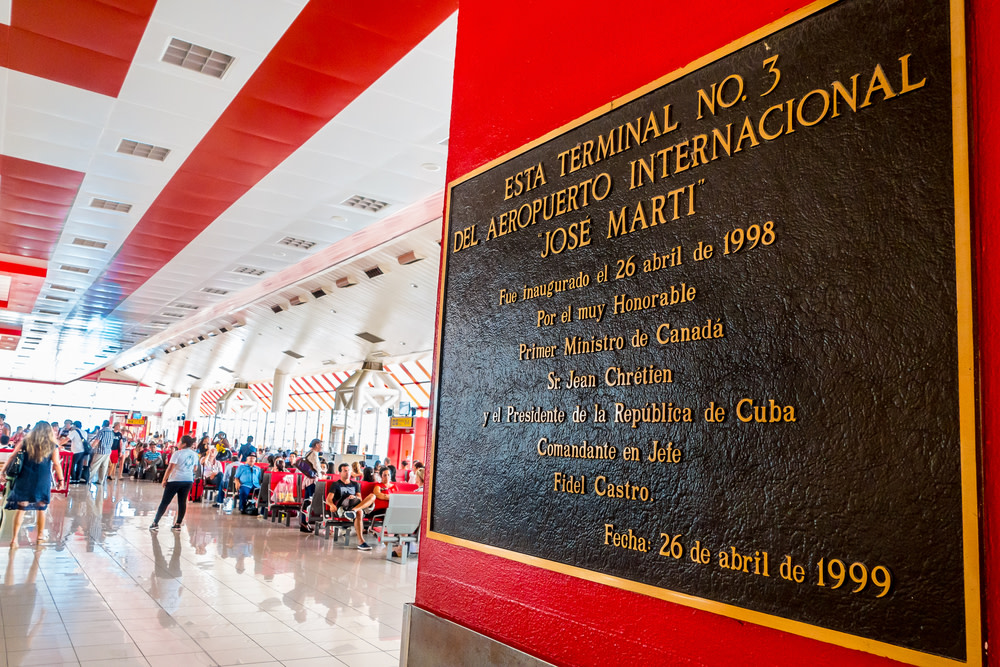 ESTA TERMINAL NO. 3
DEL AEROPUERTO INTERNACIONAL
"JOSÉ MARTI"
Fue inaugurado el 26 abril de 1998
Por el muy Honorable
Primer Ministro de Canadá
Sr. Jean Chrétien
y el Presidente de la República de Cuba
Comandante en Jefe
Fidel Castro
Fecha: 26 de abril de 1999